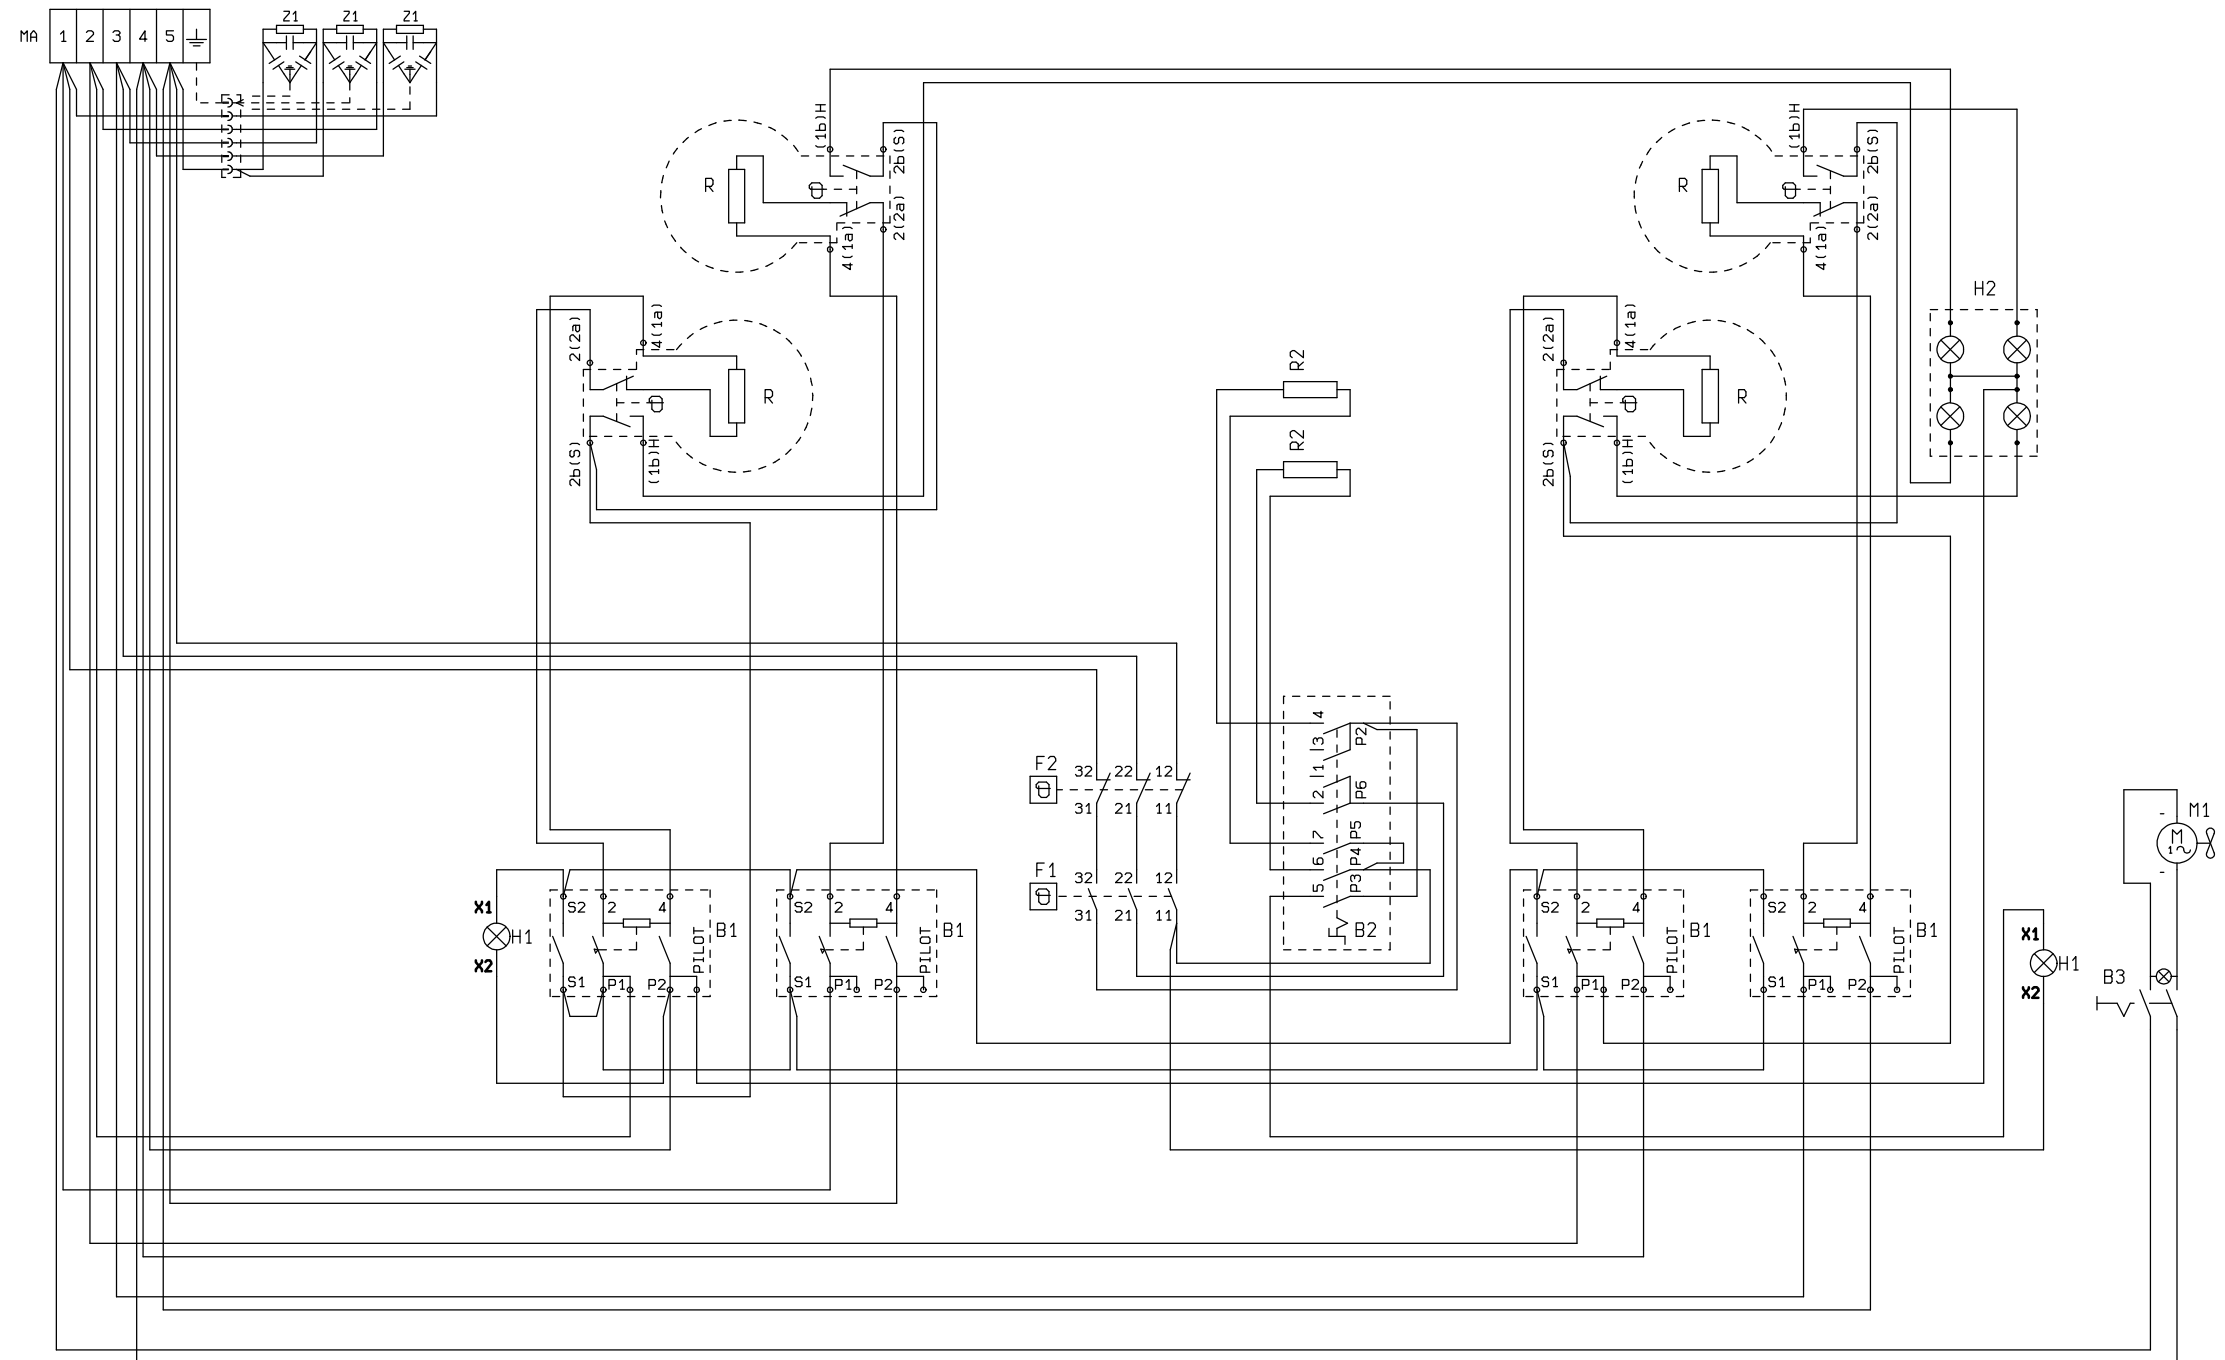 MA 1 2 3 4 5
Z1 Z1 Z1
(1b)H
2b(S)
R
2(2a)
4(1a)
(1b)H
2b(S)
R
2(2a)
4(1a)
H2
2(2a)
4(1a)
R
2b(S)
(1b)H
R2
R2
2(2a)
4(1a)
R
2b(S)
(1b)H
F2
32 22 12
31 21 11
F1
32 22 12
31 21 11
4
3 P2
1
2 P6
7 P5
6 P4
5 P3
B2
X1
H1
X2
S2 2 4
B1
PILOT
S1 P1 P2
S2 2 4
B1
PILOT
S1 P1 P2
S2 2 4
B1
PILOT
S1 P1 P2
S2 2 4
B1
PILOT
S1 P1 P2
X1
H1
X2
B3
-
M1
M
1
-